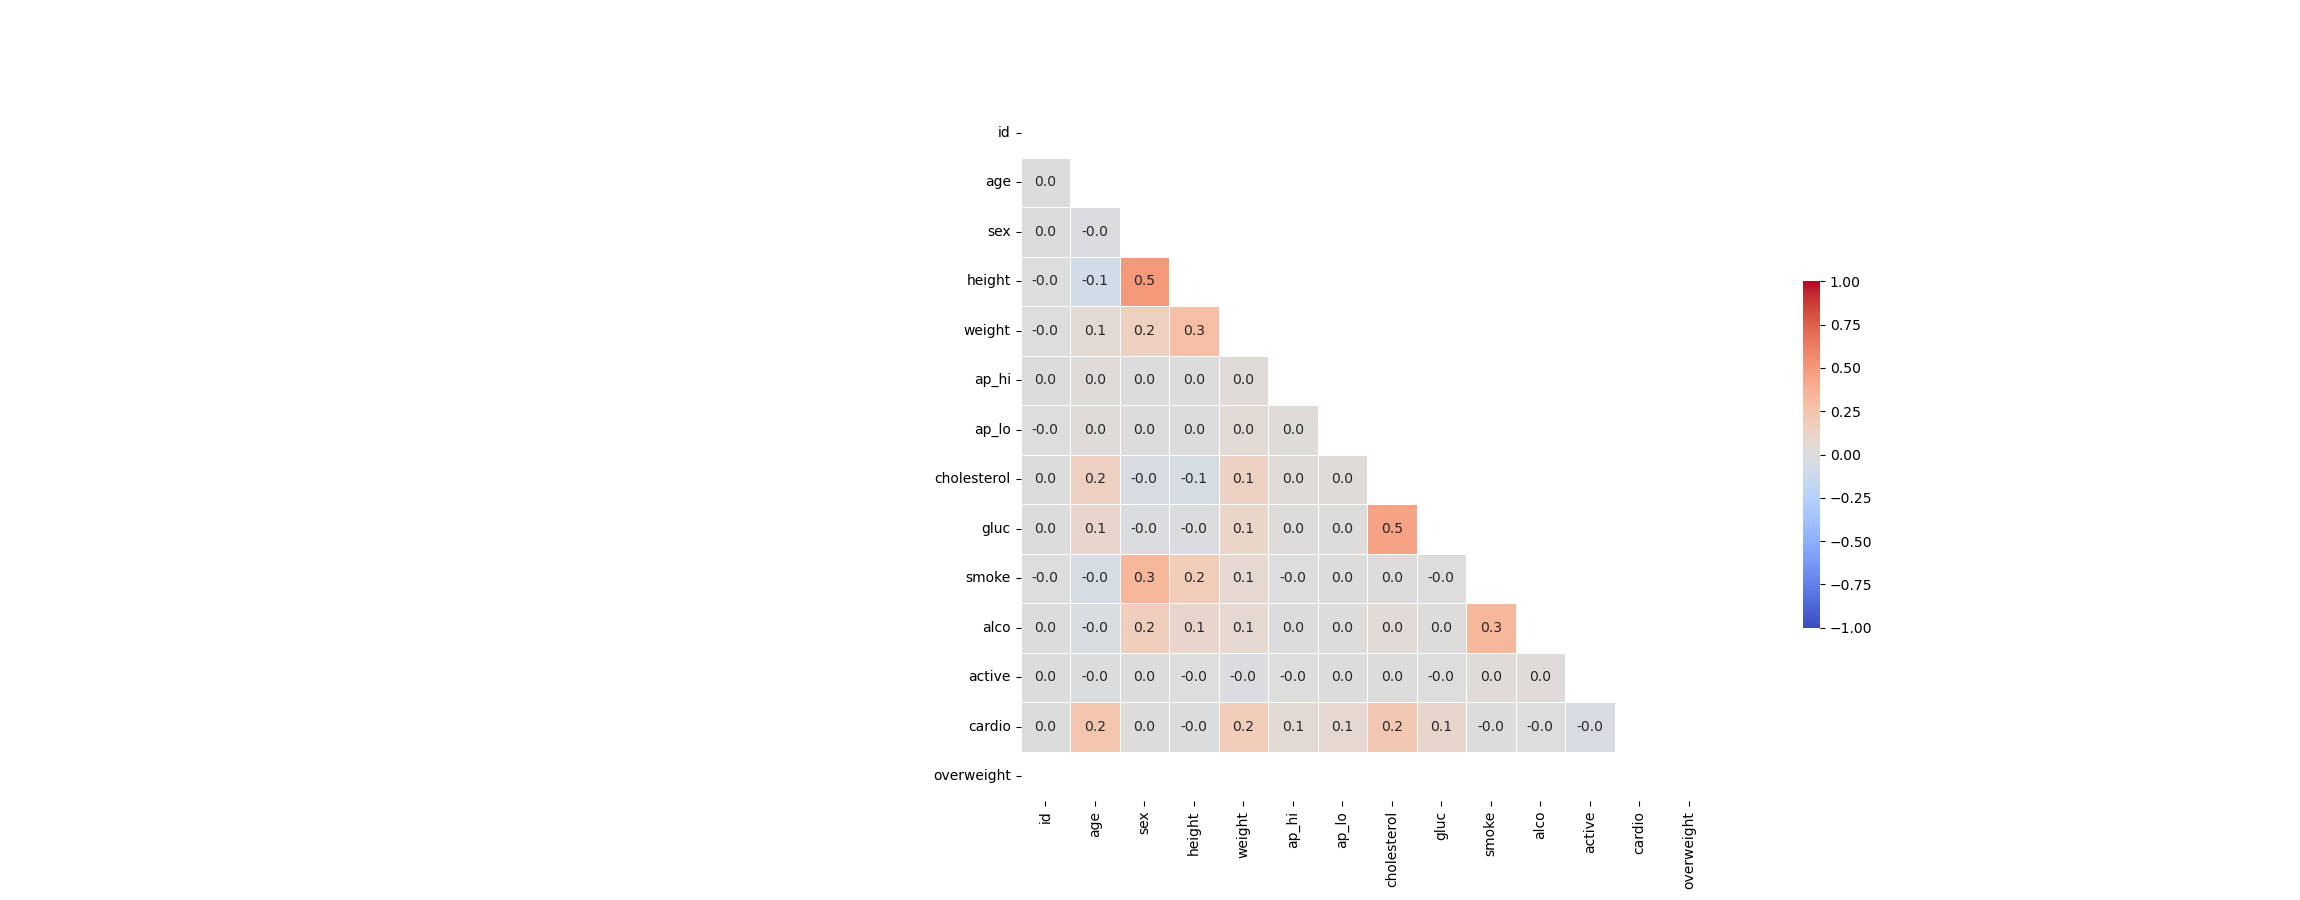 id
age 0.0
sex 0.0 -0.0
height -0.0 -0.1 0.5
weight -0.0 0.1 0.2 0.3
ap_hi 0.0 0.0 0.0 0.0 0.0
ap_lo -0.0 0.0 0.0 0.0 0.0 0.0
cholesterol 0.0 0.2 -0.0 -0.1 0.1 0.0 0.0
gluc 0.0 0.1 -0.0 -0.0 0.1 0.0 0.0 0.5
smoke -0.0 -0.0 0.3 0.2 0.1 -0.0 0.0 0.0 -0.0
alco 0.0 -0.0 0.2 0.1 0.1 0.0 0.0 0.0 0.0 0.3
active 0.0 -0.0 0.0 -0.0 -0.0 -0.0 0.0 0.0 -0.0 0.0 0.0
cardio 0.0 0.2 0.0 -0.0 0.2 0.1 0.1 0.2 0.1 -0.0 -0.0 -0.0
overweight
id age sex height weight ap_hi ap_lo cholesterol gluc smoke alco active cardio overweight
1.00
0.75
0.50
0.25
0.00
−0.25
−0.50
−0.75
−1.00